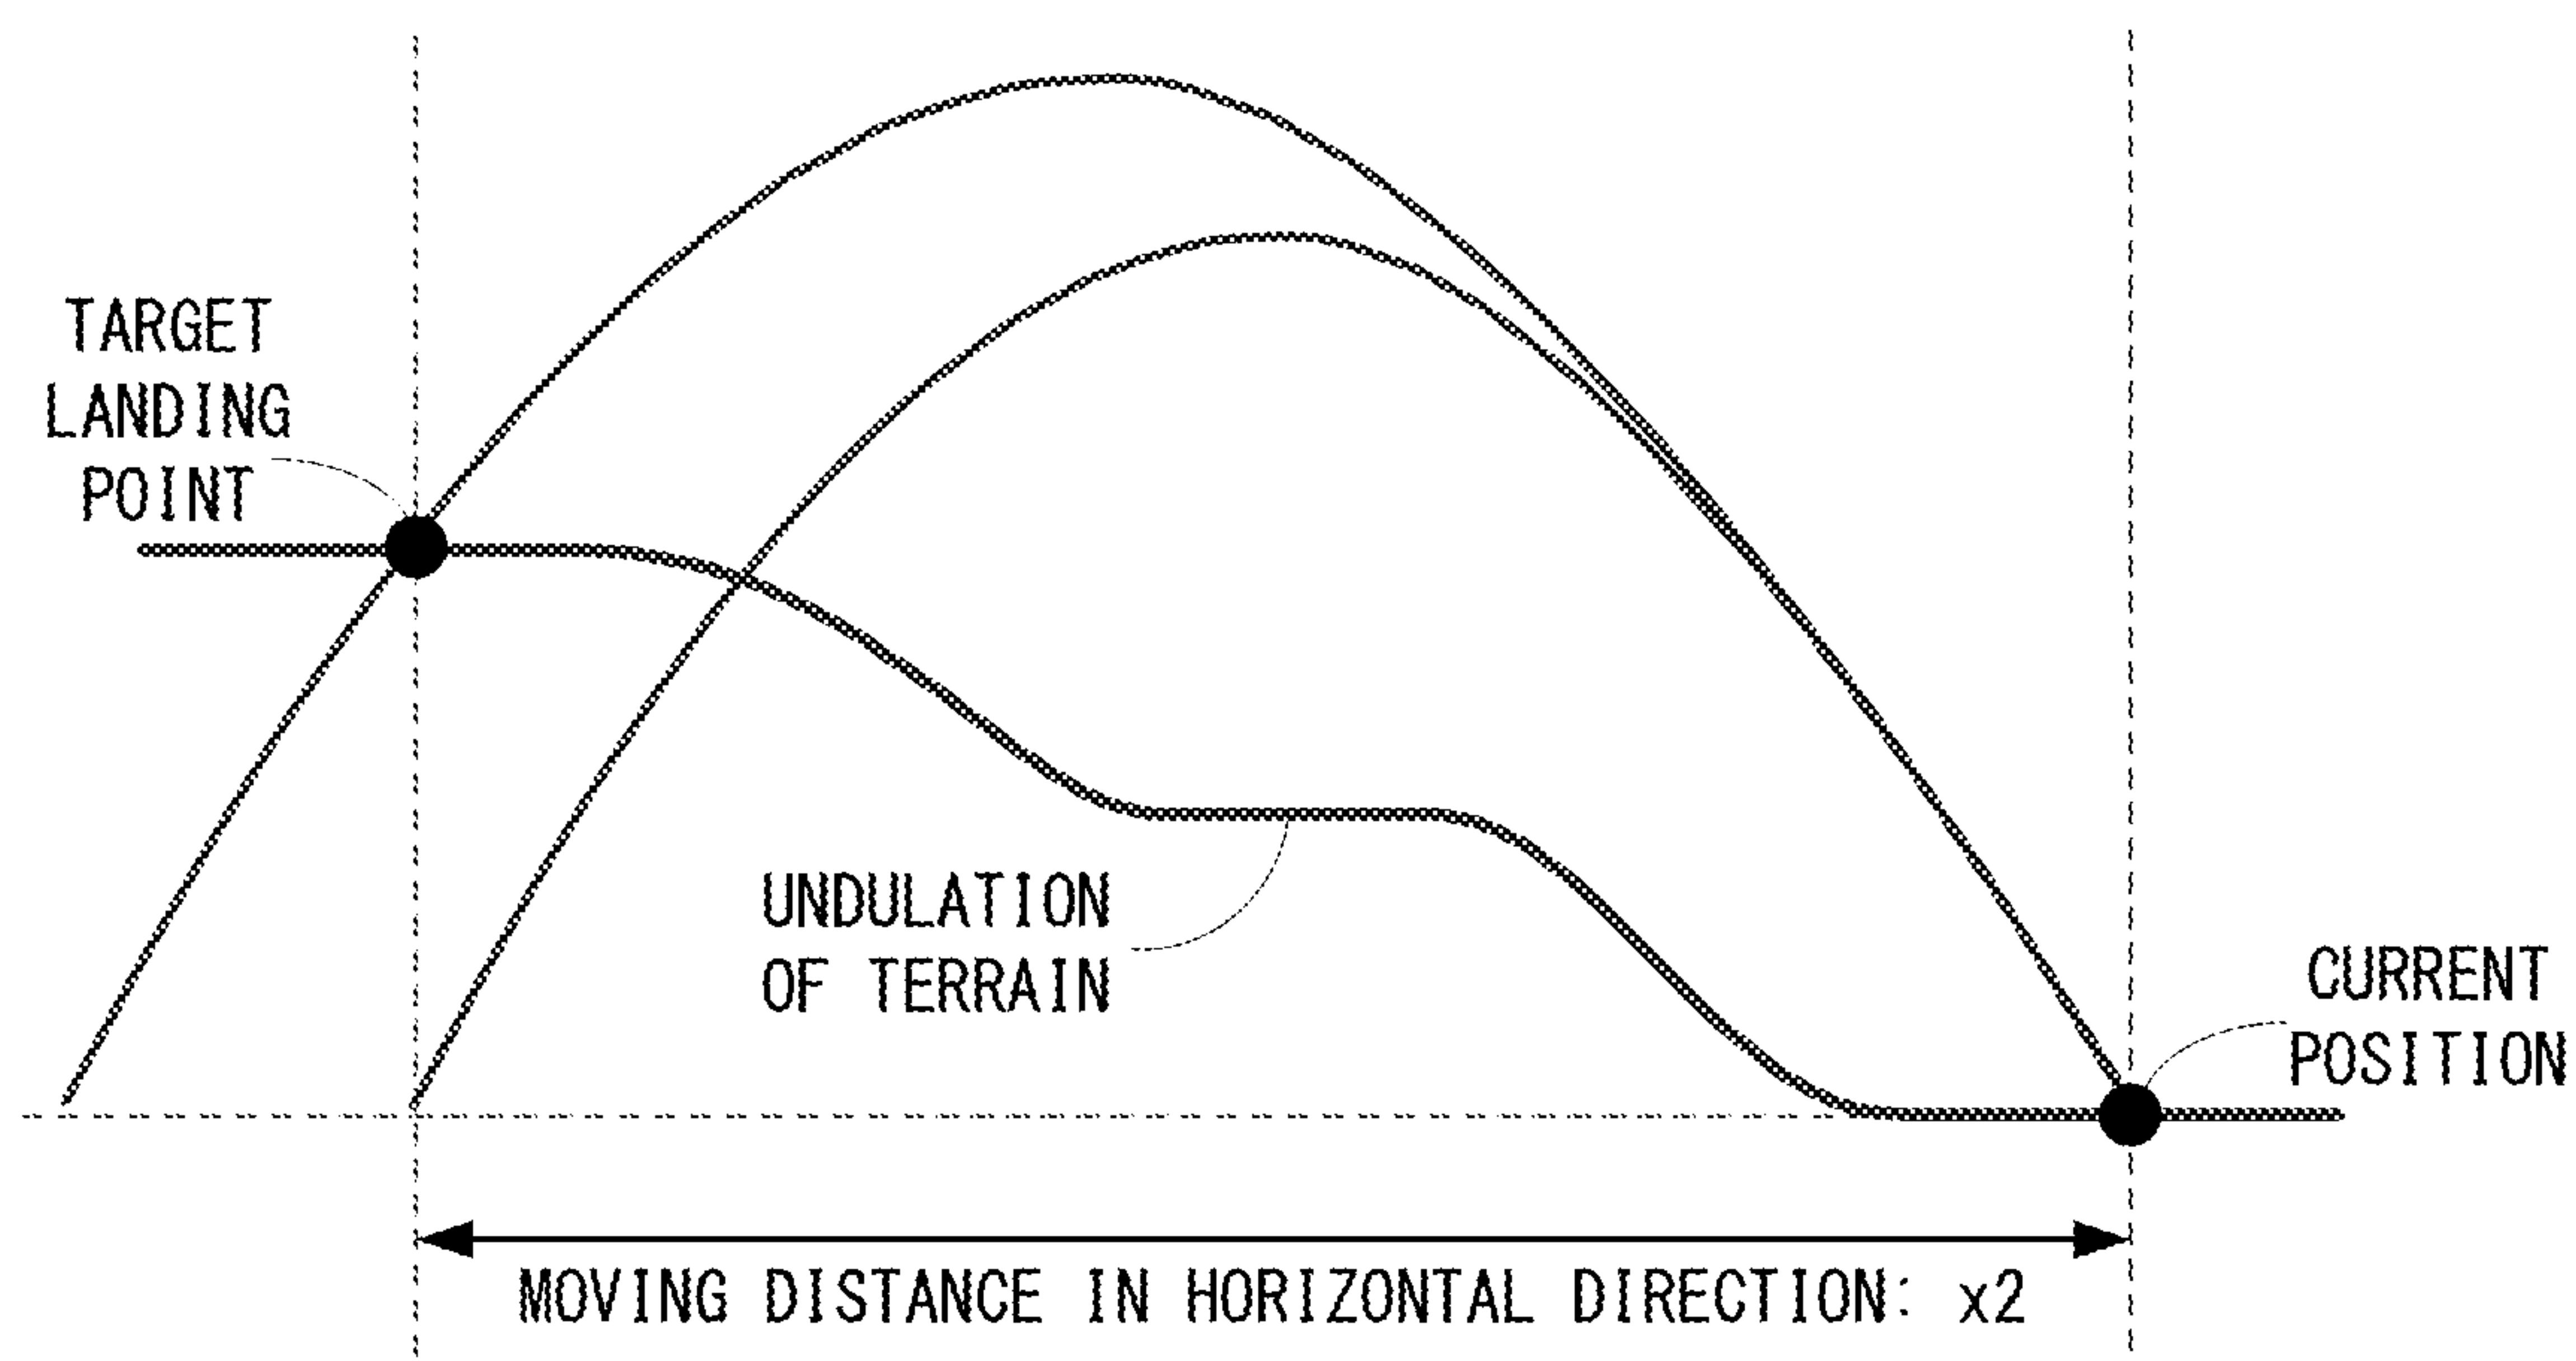 TARGET
LANDING
POINT
UNDULATION
OF TERRAIN
CURRENT
POSITION
MOVING DISTANCE IN HORIZONTAL DIRECTION: x2